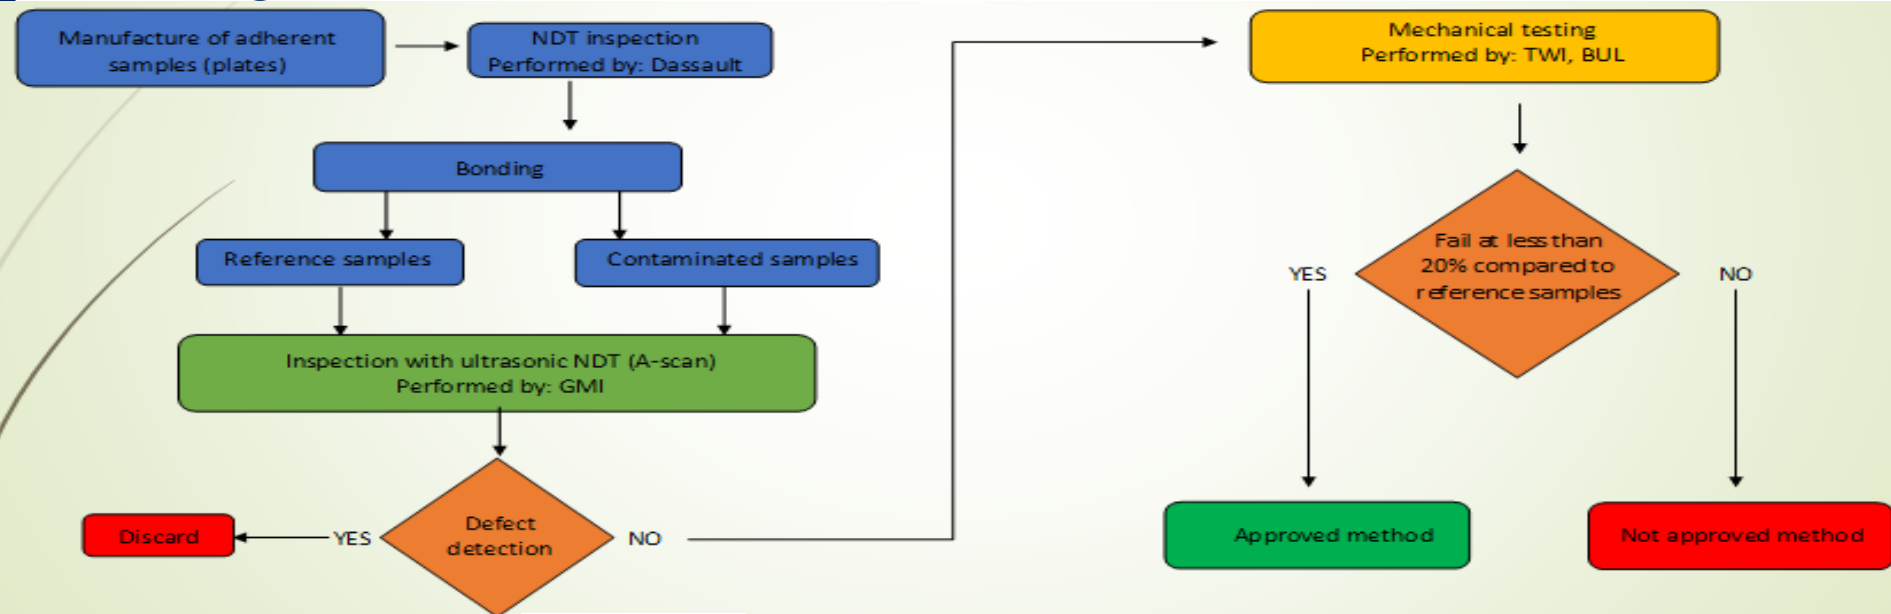 Manufacture of adherent
samples (plates)
NDT inspection
Performed by: Dassault
Bonding
Reference samples
Contaminated samples
Inspection with ultrasonic NDT (A-scan)
Performed by: GMI
Defect
detection
YES
Discard
NO
Mechanical testing
Performed by: TWI, BUL
Fail at less than
20% compared to
reference samples
YES
NO
Approved method
Not approved method